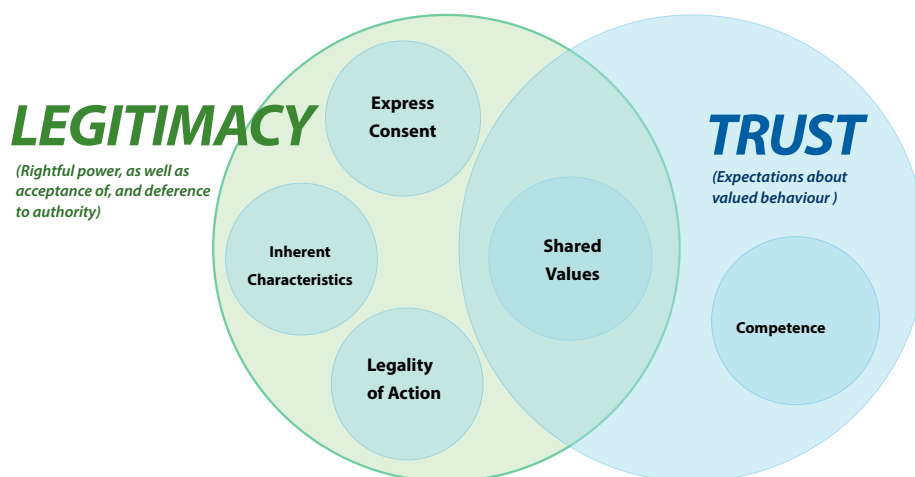 LEGITIMACY
(Rightful power, as well as
acceptance of, and deference
to authority)
Express
Consent
Inherent
Characteristics
Legality
of Action
Shared
Values
TRUST
(Expectations about
valued behaviour )
Competence